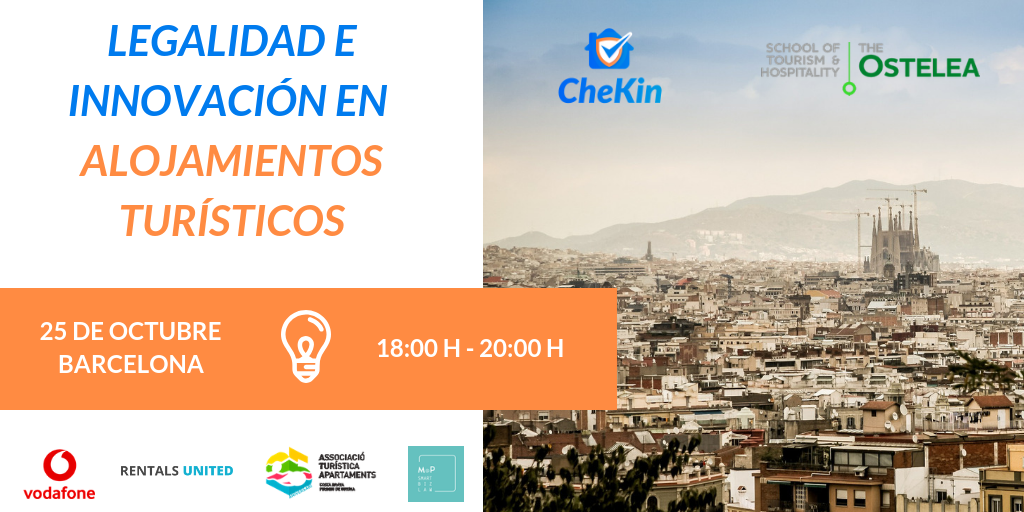 LEGALIDAD E
INNOVACIÓN EN
ALOJAMIENTOS
TURÍSTICOS
CheKin
SCHOOL OF
TOURISM &
HOSPITALITY
THE
OSTELEA
25 DE OCTUBRE
BARCELONA
18:00 H - 20:00 H
vodafone
RENTALS UNITED
ASSOCIACIÓ
TURÍSTICA
APARTAMENTS
COSTA BRAVA
PIRINEU DE GIRONA
SMART